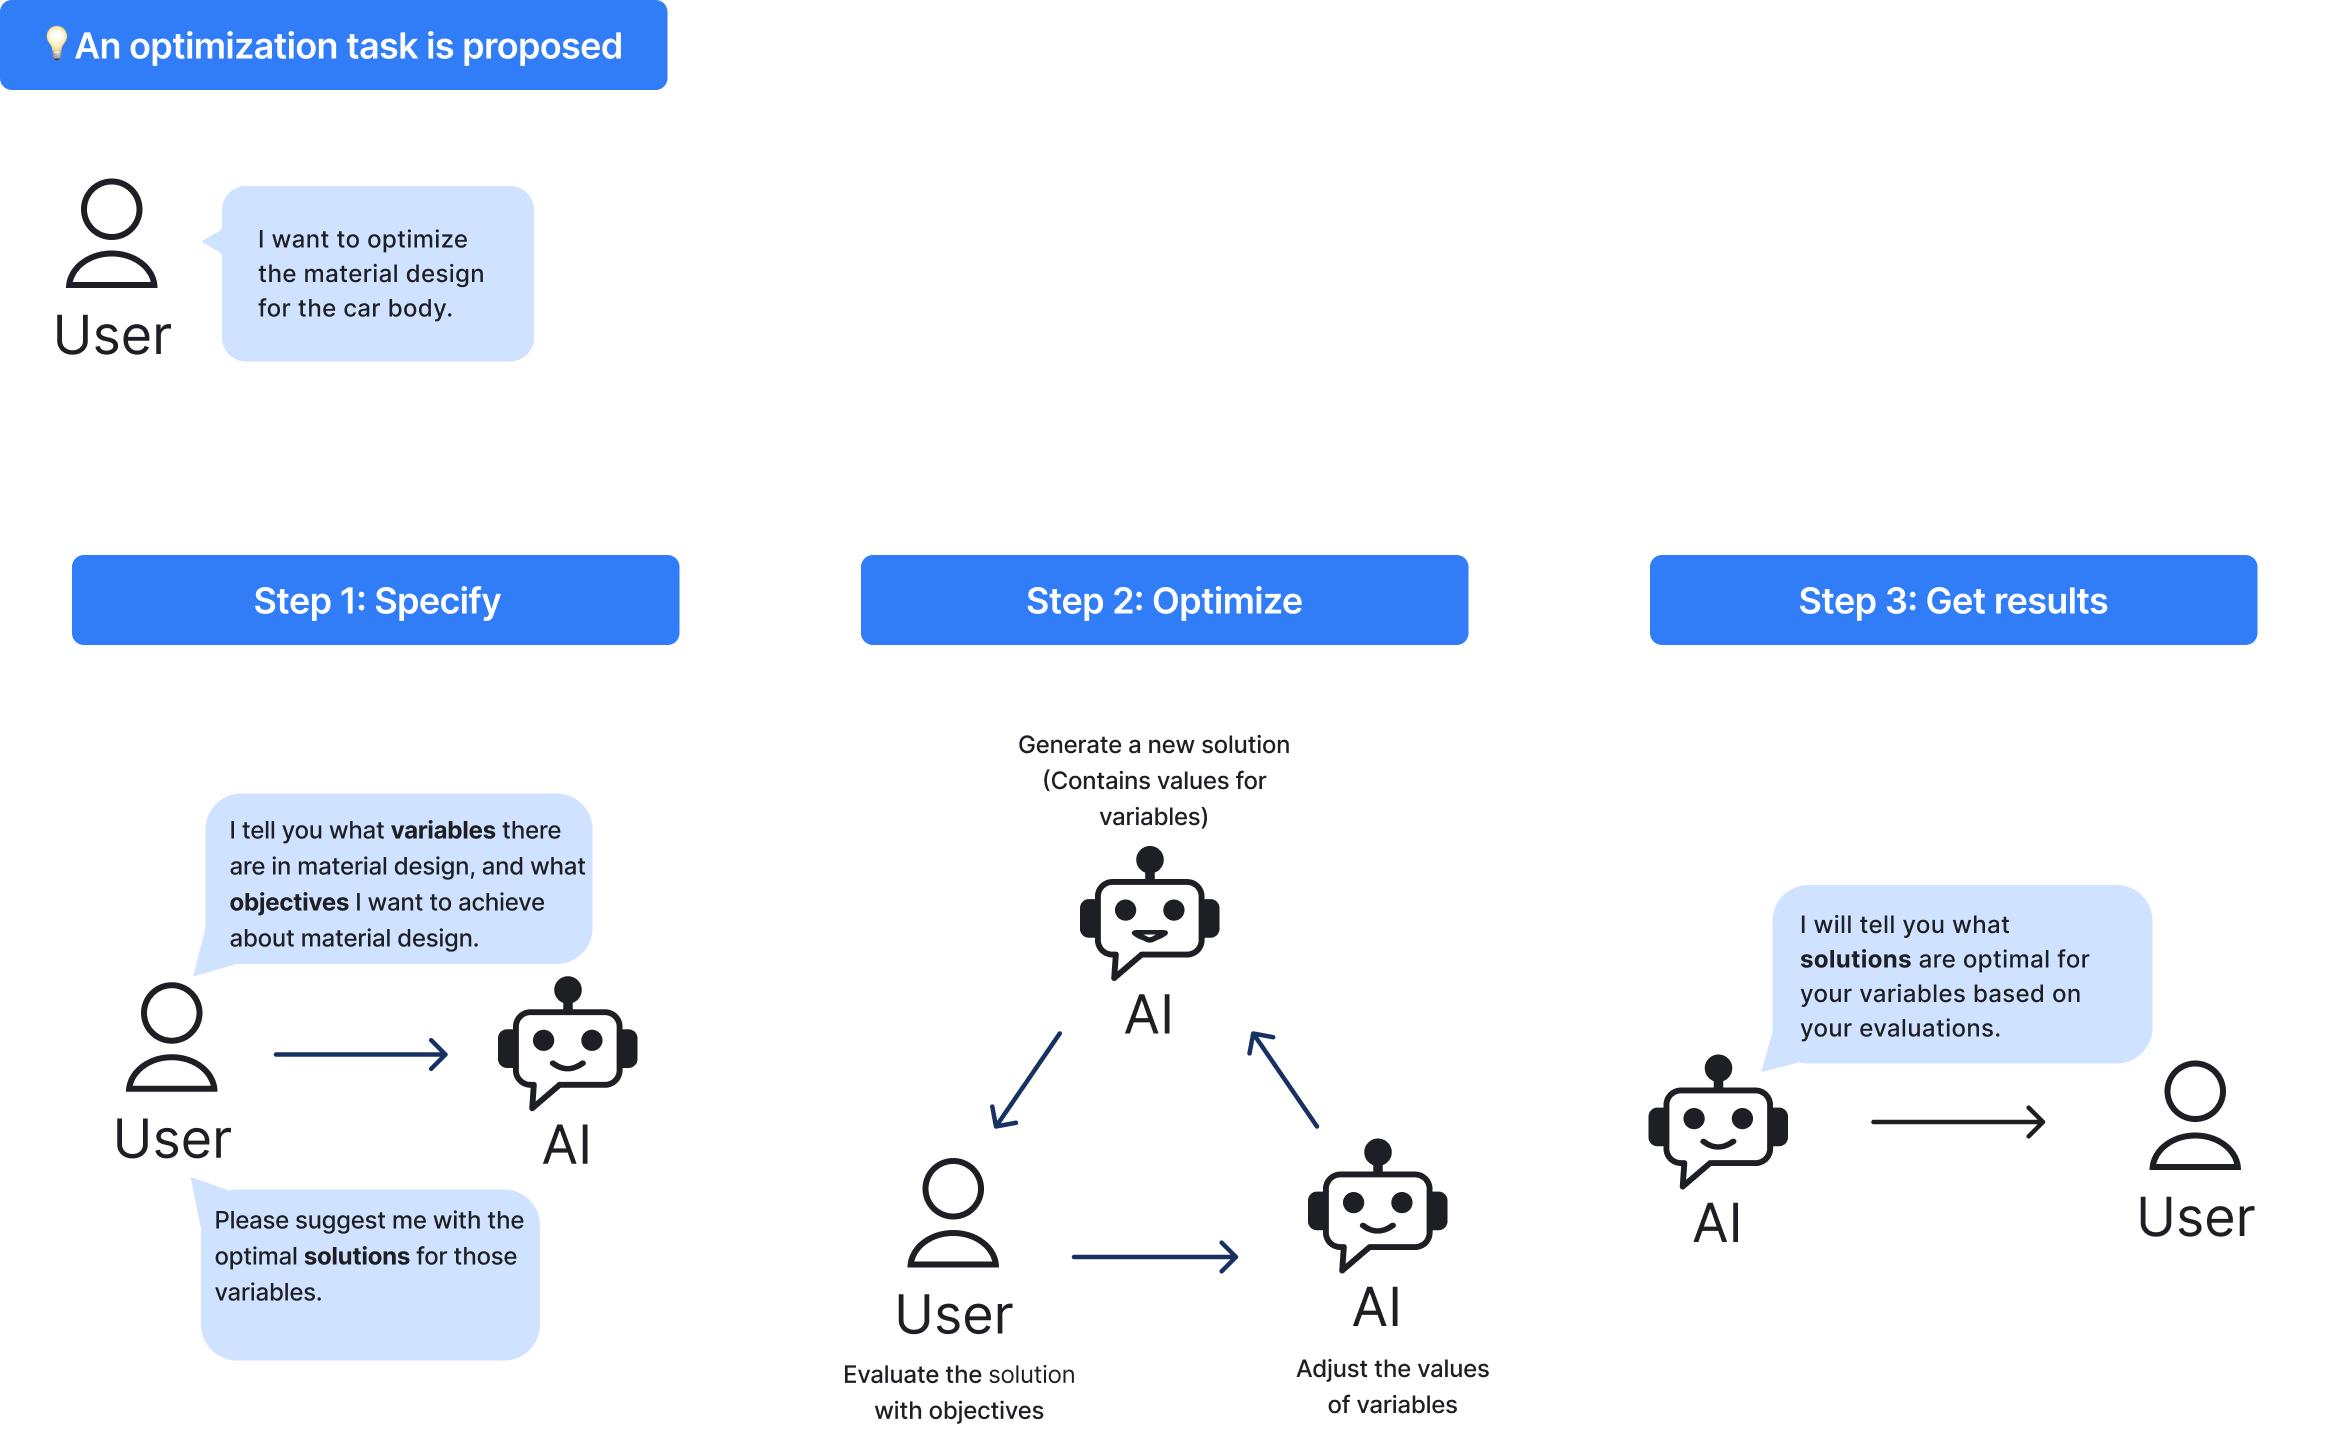 An optimization task is proposed
I want to optimize
the material design
for the car body.
User
Step 1: Specify
I tell you what variables there
are in material design, and what
objectives I want to achieve
about material design.
User
AI
Please suggest me with the
optimal solutions for those
variables.
Step 2: Optimize
Generate a new solution
(Contains values for
variables)
AI
User
Evaluate the solution
with objectives
AI
Adjust the values
of variables
Step 3: Get results
I will tell you what
solutions are optimal for
your variables based on
your evaluations.
AI
User